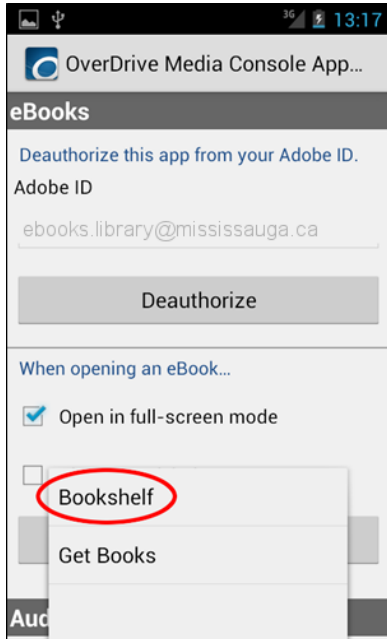 3G 13:17
OverDrive Media Console App...
eBooks
Deauthorize this app from your Adobe ID.
Adobe ID
ebooks.library@mississauga.ca
Deauthorize
When opening an eBook...
Open in full-screen mode
Bookshelf
Get Books
Aud